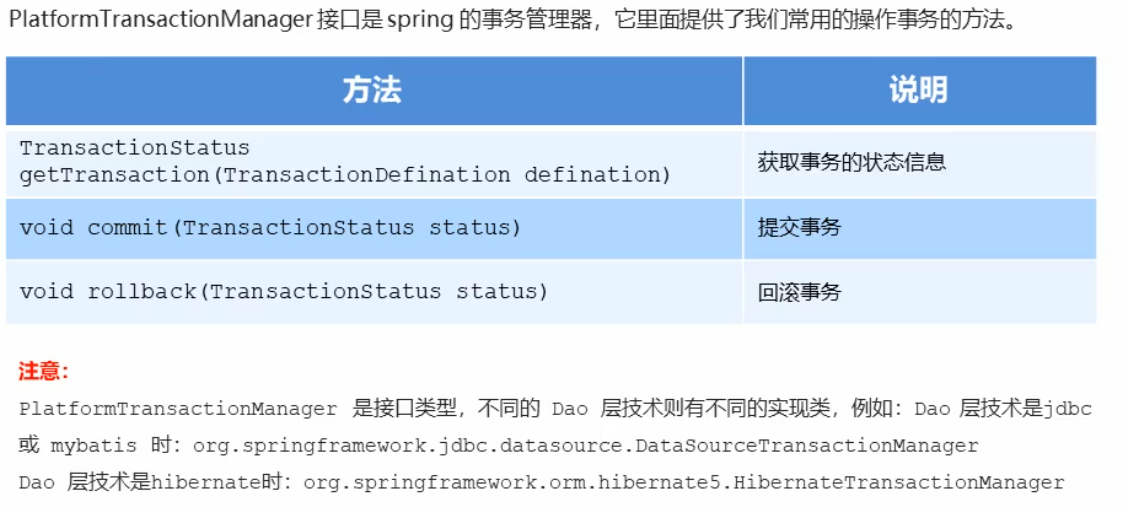 PlatformTransactionManager 接口是 spring 的事务管理器，它里面提供了我们常用的操作事务的方法。
方法 说明
TransactionStatus
getTransaction(TransactionDefination defination) 获取事务的状态信息
void commit(TransactionStatus status) 提交事务
void rollback(TransactionStatus status) 回滚事务
注意：
PlatformTransactionManager 是接口类型，不同的 Dao 层技术则有不同的实现类，例如：Dao 层技术是jdbc
或 mybatis 时：org.springframework.jdbc.datasource.DataSourceTransactionManager
Dao 层技术是hibernate时：org.springframework.orm.hibernate5.HibernateTransactionManager